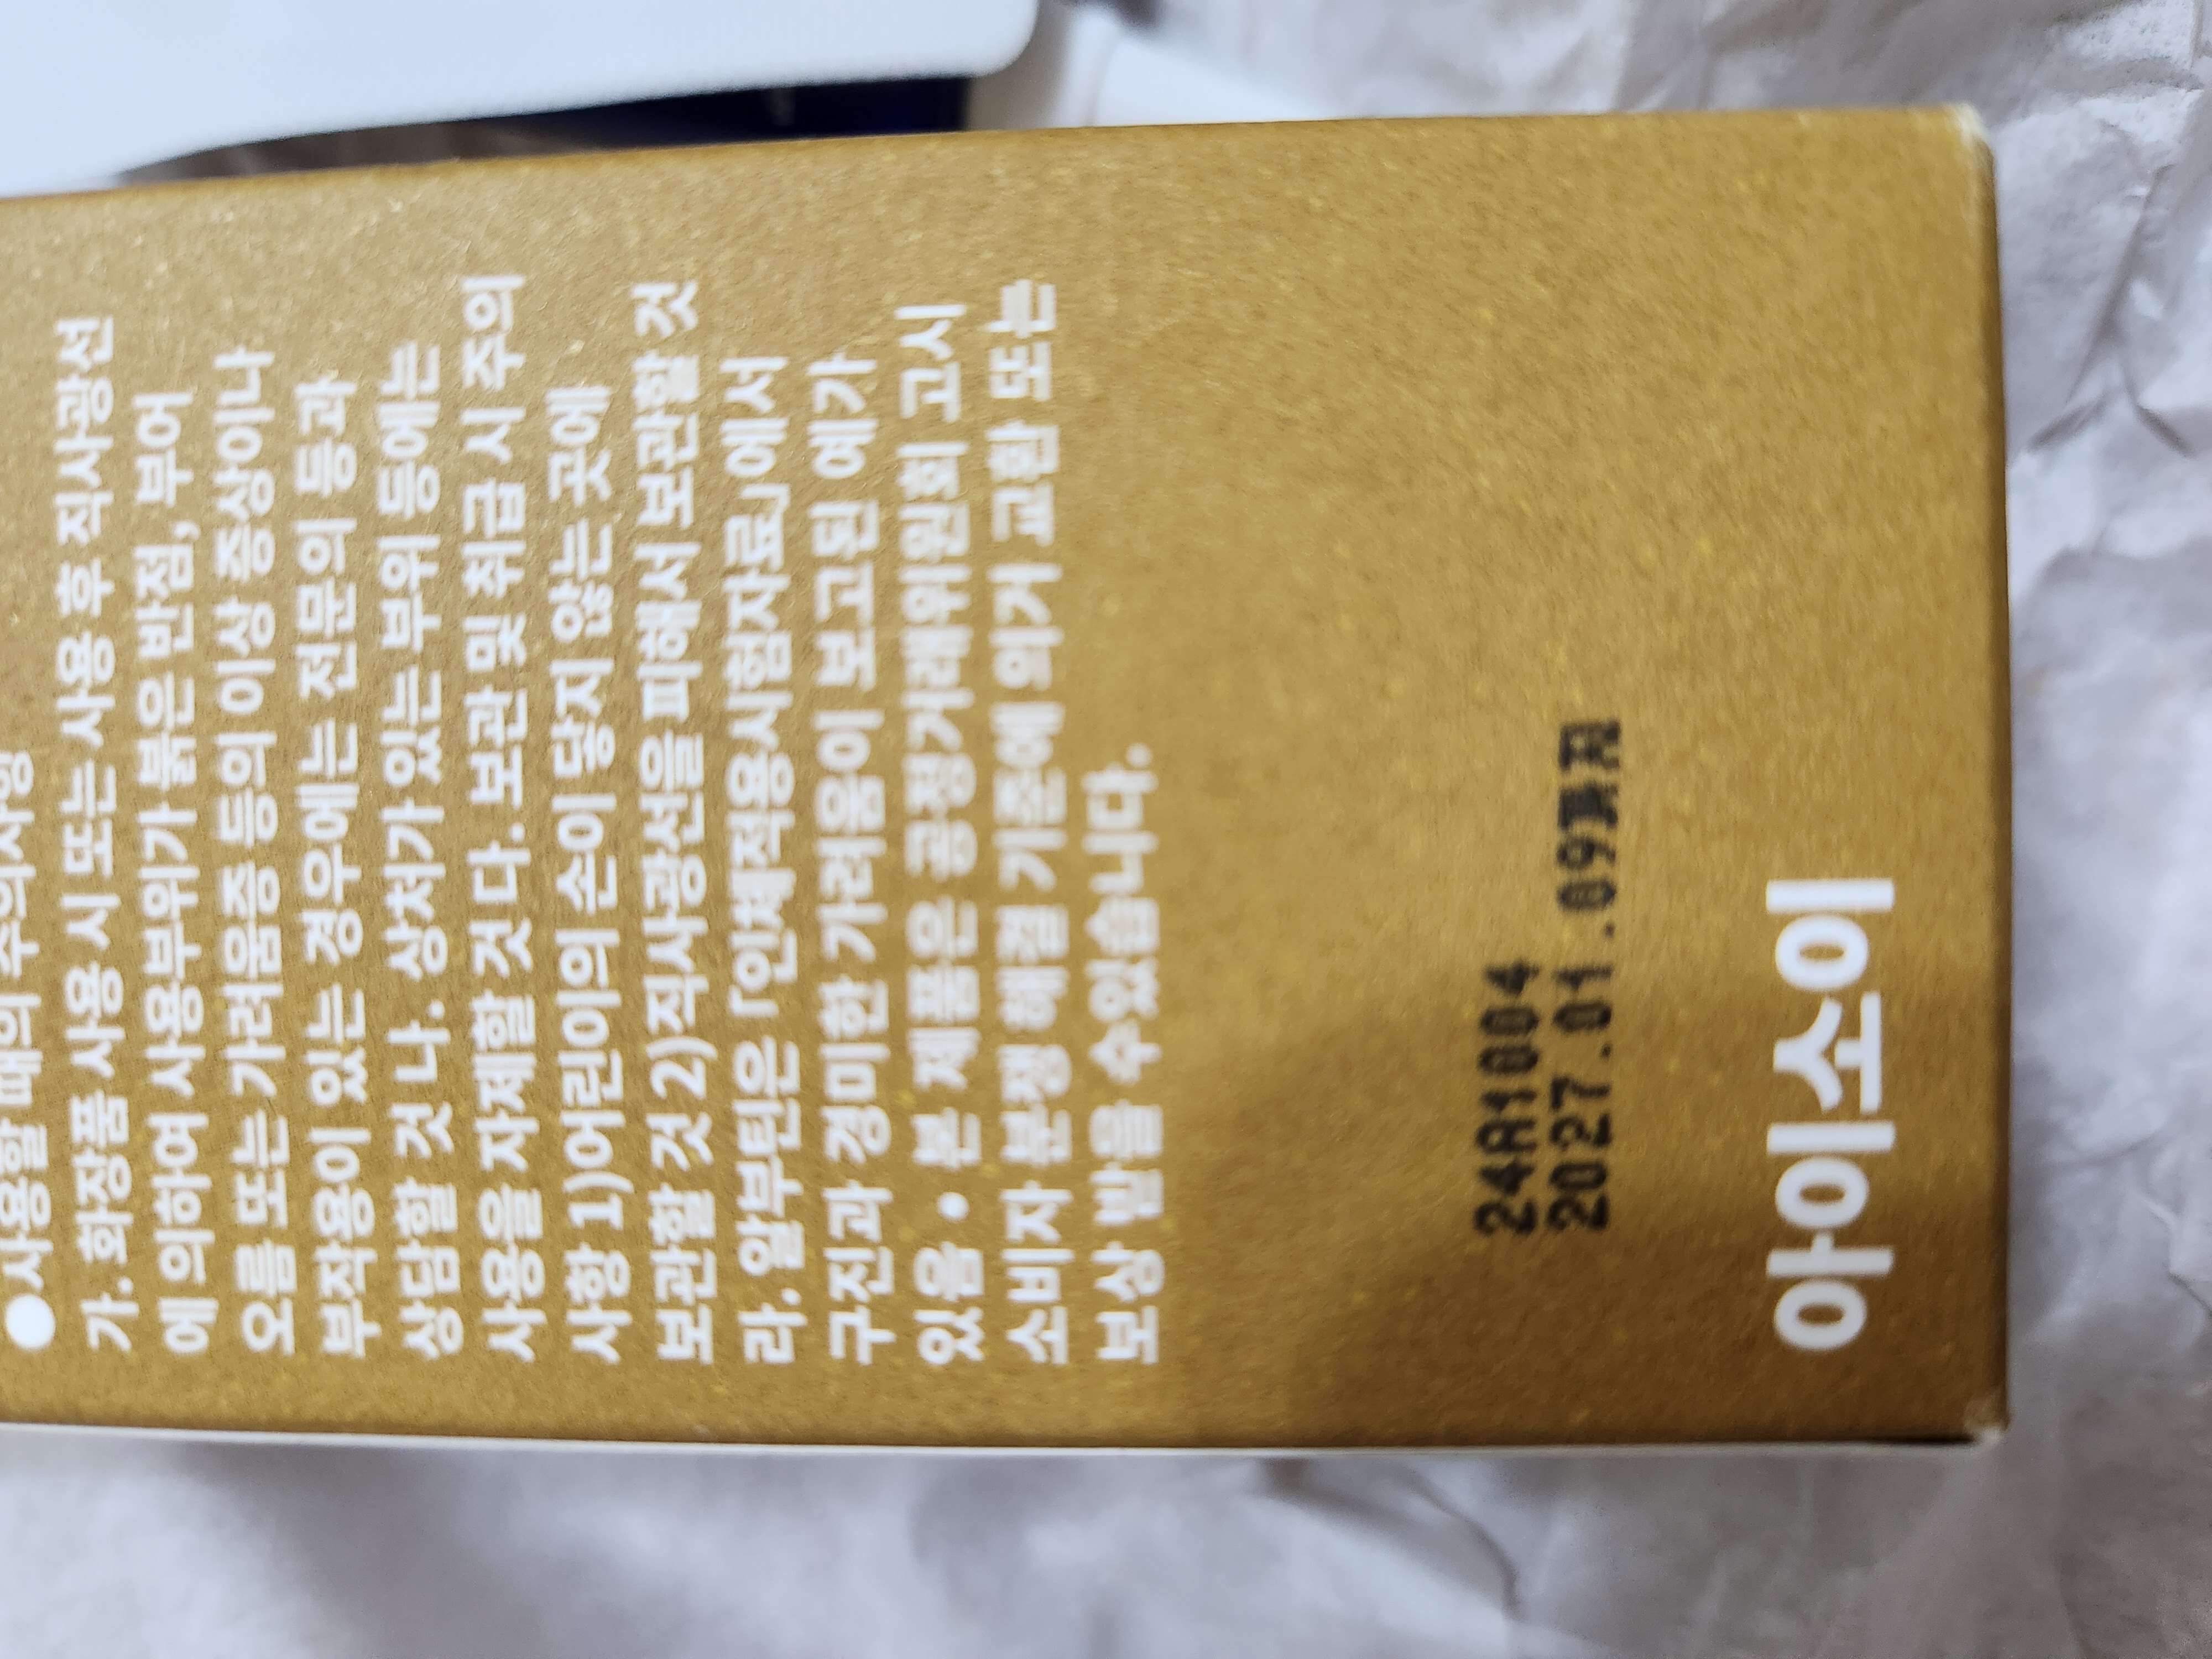 ●사용할 때의 주의사항
가. 화장품 사용 시 또는 사용 후 직사광선
에 의하여 사용부위가 붉은 반점, 부어
오름 또는 가려움증 등의 이상 증상이나
부작용이 있는 경우에는 전문의 등과
상담할 것 나. 상처가 있는 부위 등에는
사용을 자제할 것 다. 보관 및 취급 시 주의
사항 1)어린이의 손이 닿지 않는 곳에
보관할 것 2)직사광선을 피해서 보관할 것
라. 알부틴은 「인체적용시험자료」에서
구진과 경미한 가려움이 보고된 예가
있음 • 본 제품은 공정거래위원회 고시
소비자 분쟁 해결 기준에 의거 교환 또는
보상 받을 수 있습니다.
24A1004
2027.01.09까지
아이소이